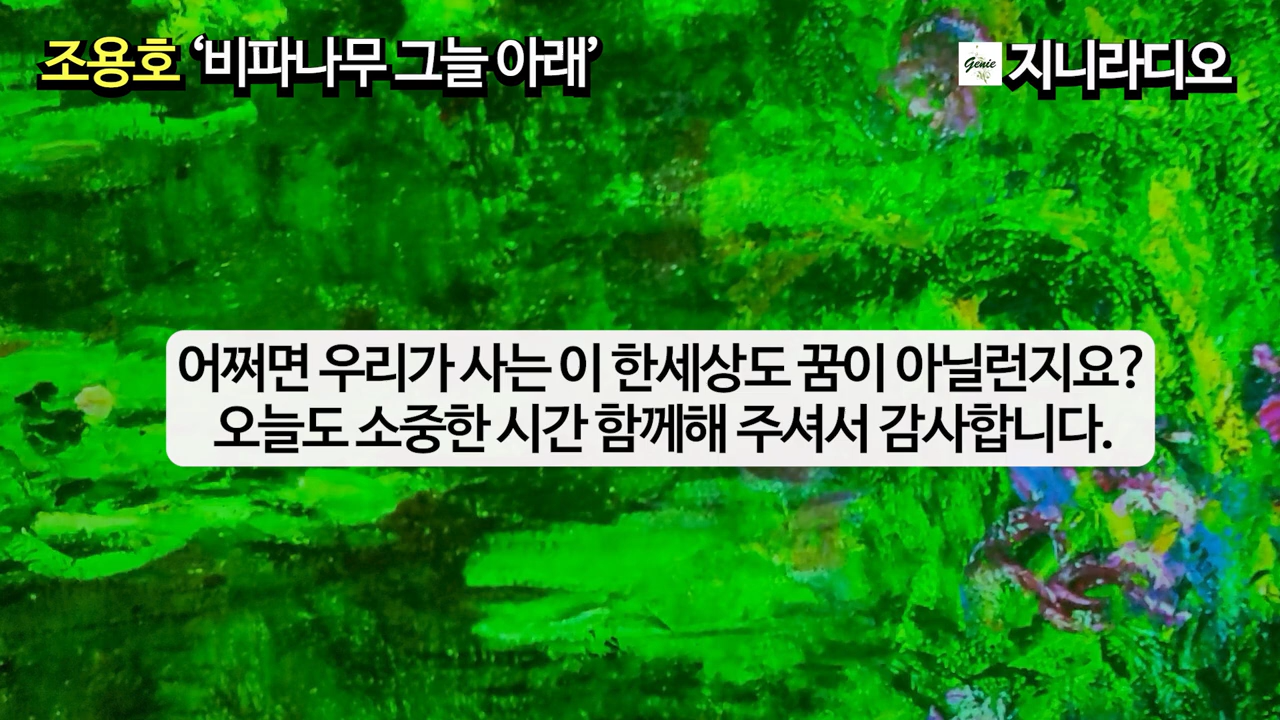 조용호 ‘비파나무 그늘 아래’
Genie 지니라디오
어쩌면 우리가 사는 이 한세상도 꿈이 아닐런지요?
오늘도 소중한 시간 함께해 주셔서 감사합니다.